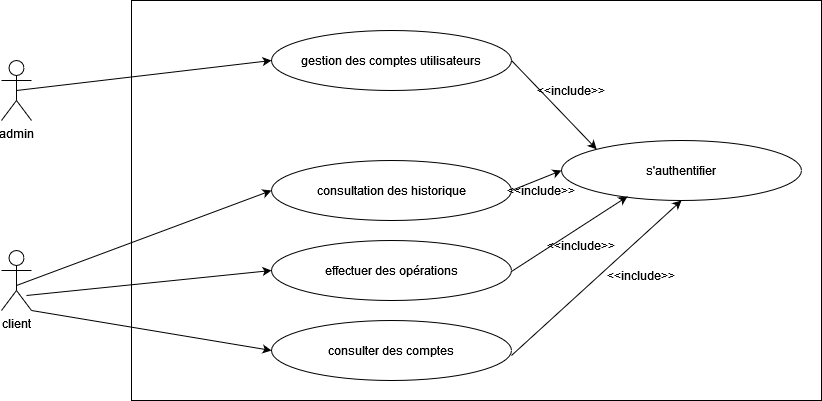 gestion des comptes utilisateurs
<<include>>
admin
s'authentifier
consultation des historique
<<include>>
<<include>>
effectuer des opérations
<<include>>
client
consulter des comptes